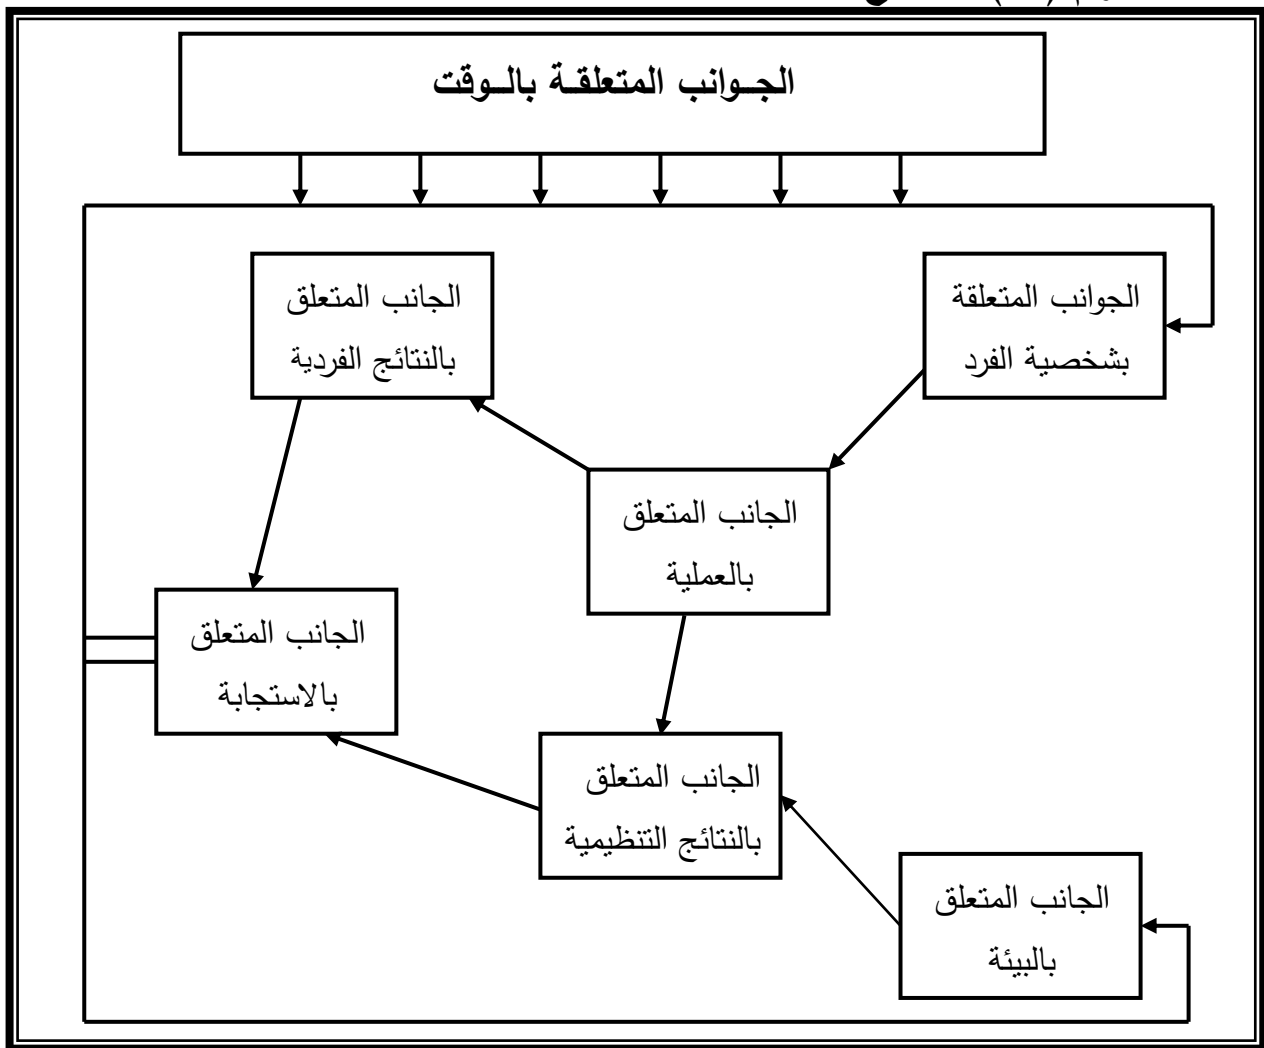 الجـوانب المتعلقـة بالـوقت
الجوانب المتعلقة
بشخصية الفرد
الجانب المتعلق
بالنتائج الفردية
الجانب المتعلق
بالعملية
الجانب المتعلق
بالاستجابة
الجانب المتعلق
بالنتائج التنظيمية
الجانب المتعلق
بالبيئة